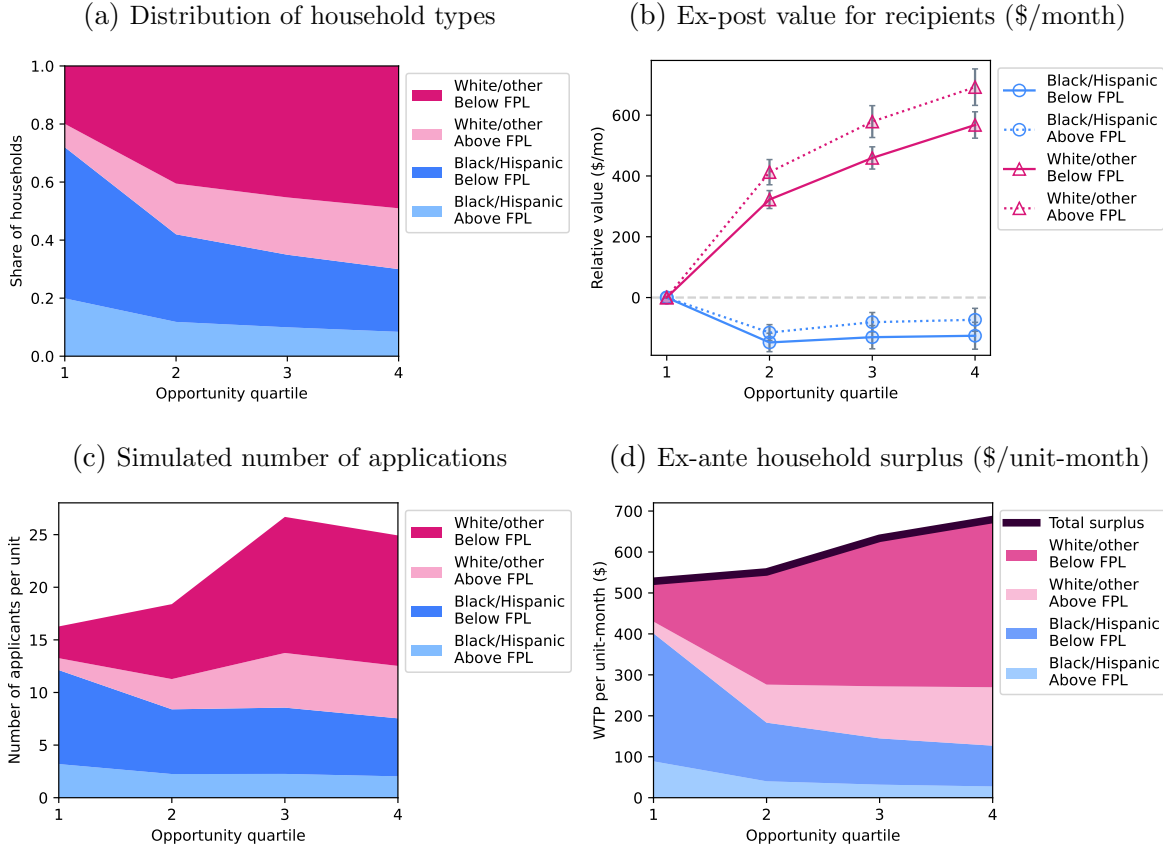 (a) Distribution of household types
1.0
0.8
0.6
0.4
0.2
0.0
Share of households
1
2
3
4
Opportunity quartile
White/other
Below FPL
White/other
Above FPL
Black/Hispanic
Below FPL
Black/Hispanic
Above FPL
(b) Ex-post value for recipients ($/month)
600
400
200
0
Relative value ($/mo)
1
2
3
4
Opportunity quartile
Black/Hispanic
Below FPL
Black/Hispanic
Above FPL
White/other
Below FPL
White/other
Above FPL
(c) Simulated number of applications
25
20
15
10
5
0
Number of applicants per unit
1
2
3
4
Opportunity quartile
White/other
Below FPL
White/other
Above FPL
Black/Hispanic
Below FPL
Black/Hispanic
Above FPL
(d) Ex-ante household surplus ($/unit-month)
700
600
500
400
300
200
100
0
WTP per unit-month ($)
1
2
3
4
Opportunity quartile
Total surplus
White/other
Below FPL
White/other
Above FPL
Black/Hispanic
Below FPL
Black/Hispanic
Above FPL